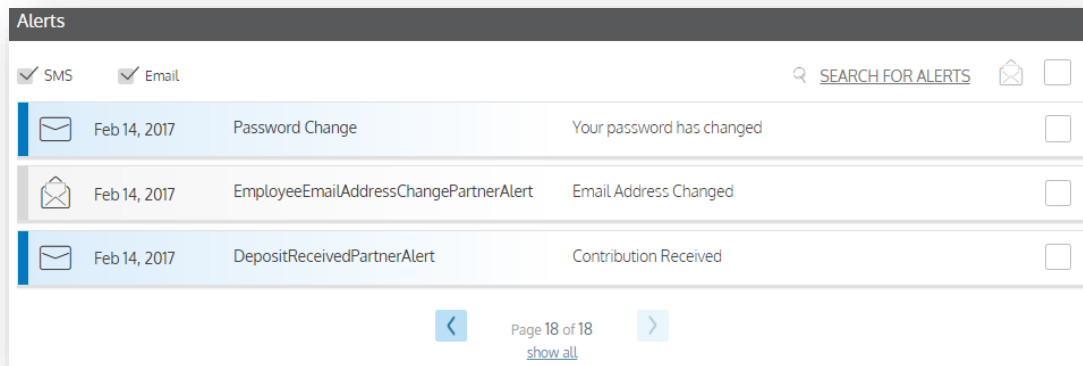 Alerts
SMS Email SEARCH FOR ALERTS
Feb 14, 2017 Password Change Your password has changed
Feb 14, 2017 EmployeeEmailAddressChangePartnerAlert Email Address Changed
Feb 14, 2017 DepositReceivedPartnerAlert Contribution Received
Page 18 of 18
show all